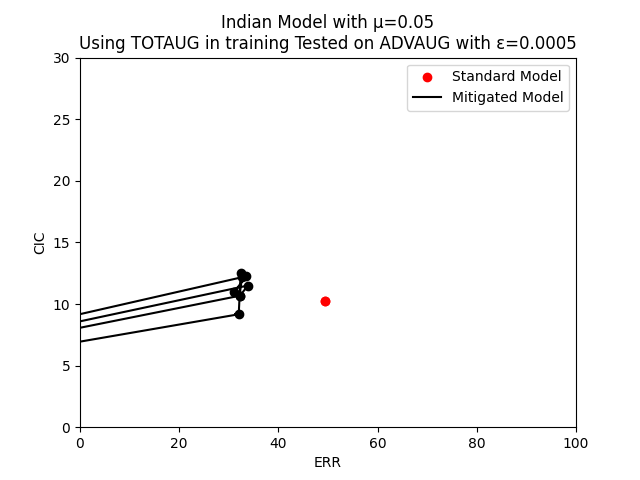 Indian Model with μ=0.05
Using TOTAUG in training Tested on ADVAUG with ε=0.0005
Standard Model
Mitigated Model
30
25
20
15
10
5
0
CIC
0 20 40 60 80 100
ERR